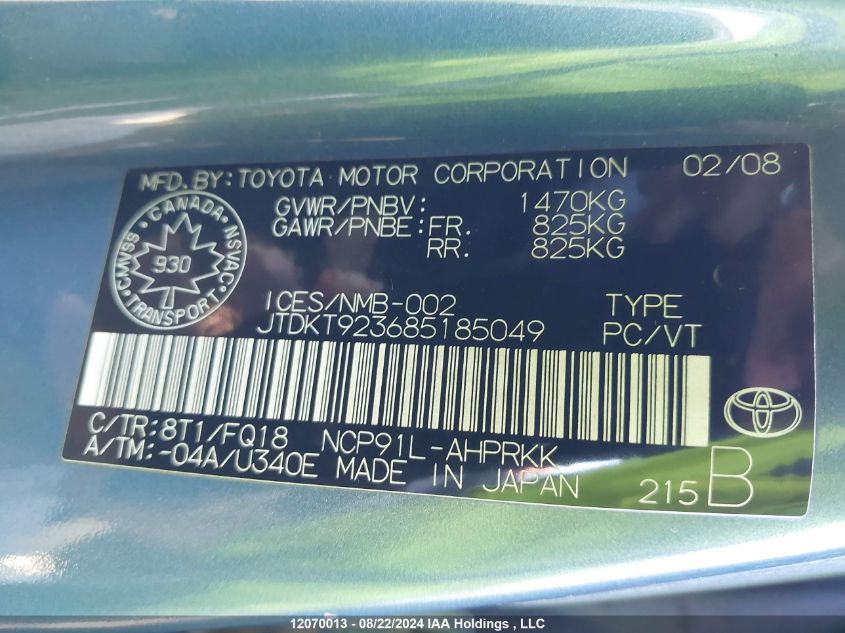 MFD. BY: TOYOTA MOTOR CORPORATION 02/08
GVWR/PNBV: 1470KG
GAWR/PNBE: FR. 825KG
RR. 825KG
CANADA
CMVSS 930 NSVAC
TRANSPORT
ICES/NMB-002 TYPE
JTDKT923685185049 PC/VT
C/TR: 8T1/FQ18 NCP91L-AHPRKK
A/TM: -04A/U340E MADE IN JAPAN 215 B
12070013 - 08/22/2024 IAA Holdings , LLC